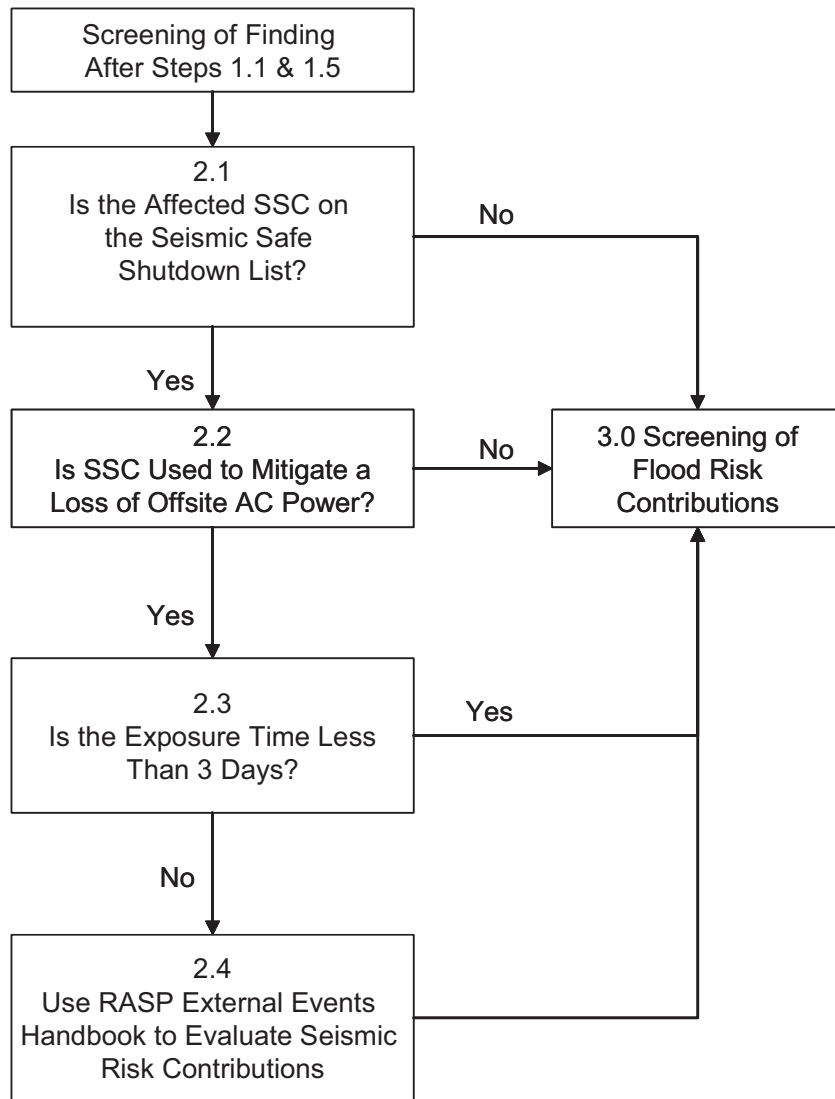 Screening of Finding
After Steps 1.1 & 1.5
2.1
Is the Affected SSC on
the Seismic Safe
Shutdown List?
No
Yes
2.2
Is SSC Used to Mitigate a
Loss of Offsite AC Power?
No
3.0 Screening of
Flood Risk
Contributions
Yes
2.3
Is the Exposure Time Less
Than 3 Days?
Yes
No
2.4
Use RASP External Events
Handbook to Evaluate Seismic
Risk Contributions